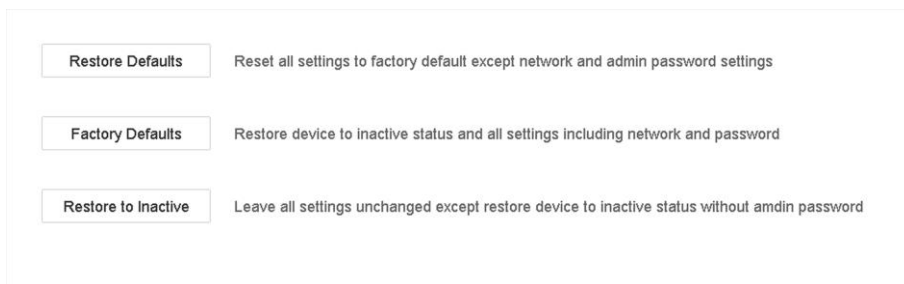 Restore Defaults Reset all settings to factory default except network and admin password settings
Factory Defaults Restore device to inactive status and all settings including network and password
Restore to Inactive Leave all settings unchanged except restore device to inactive status without amdin password